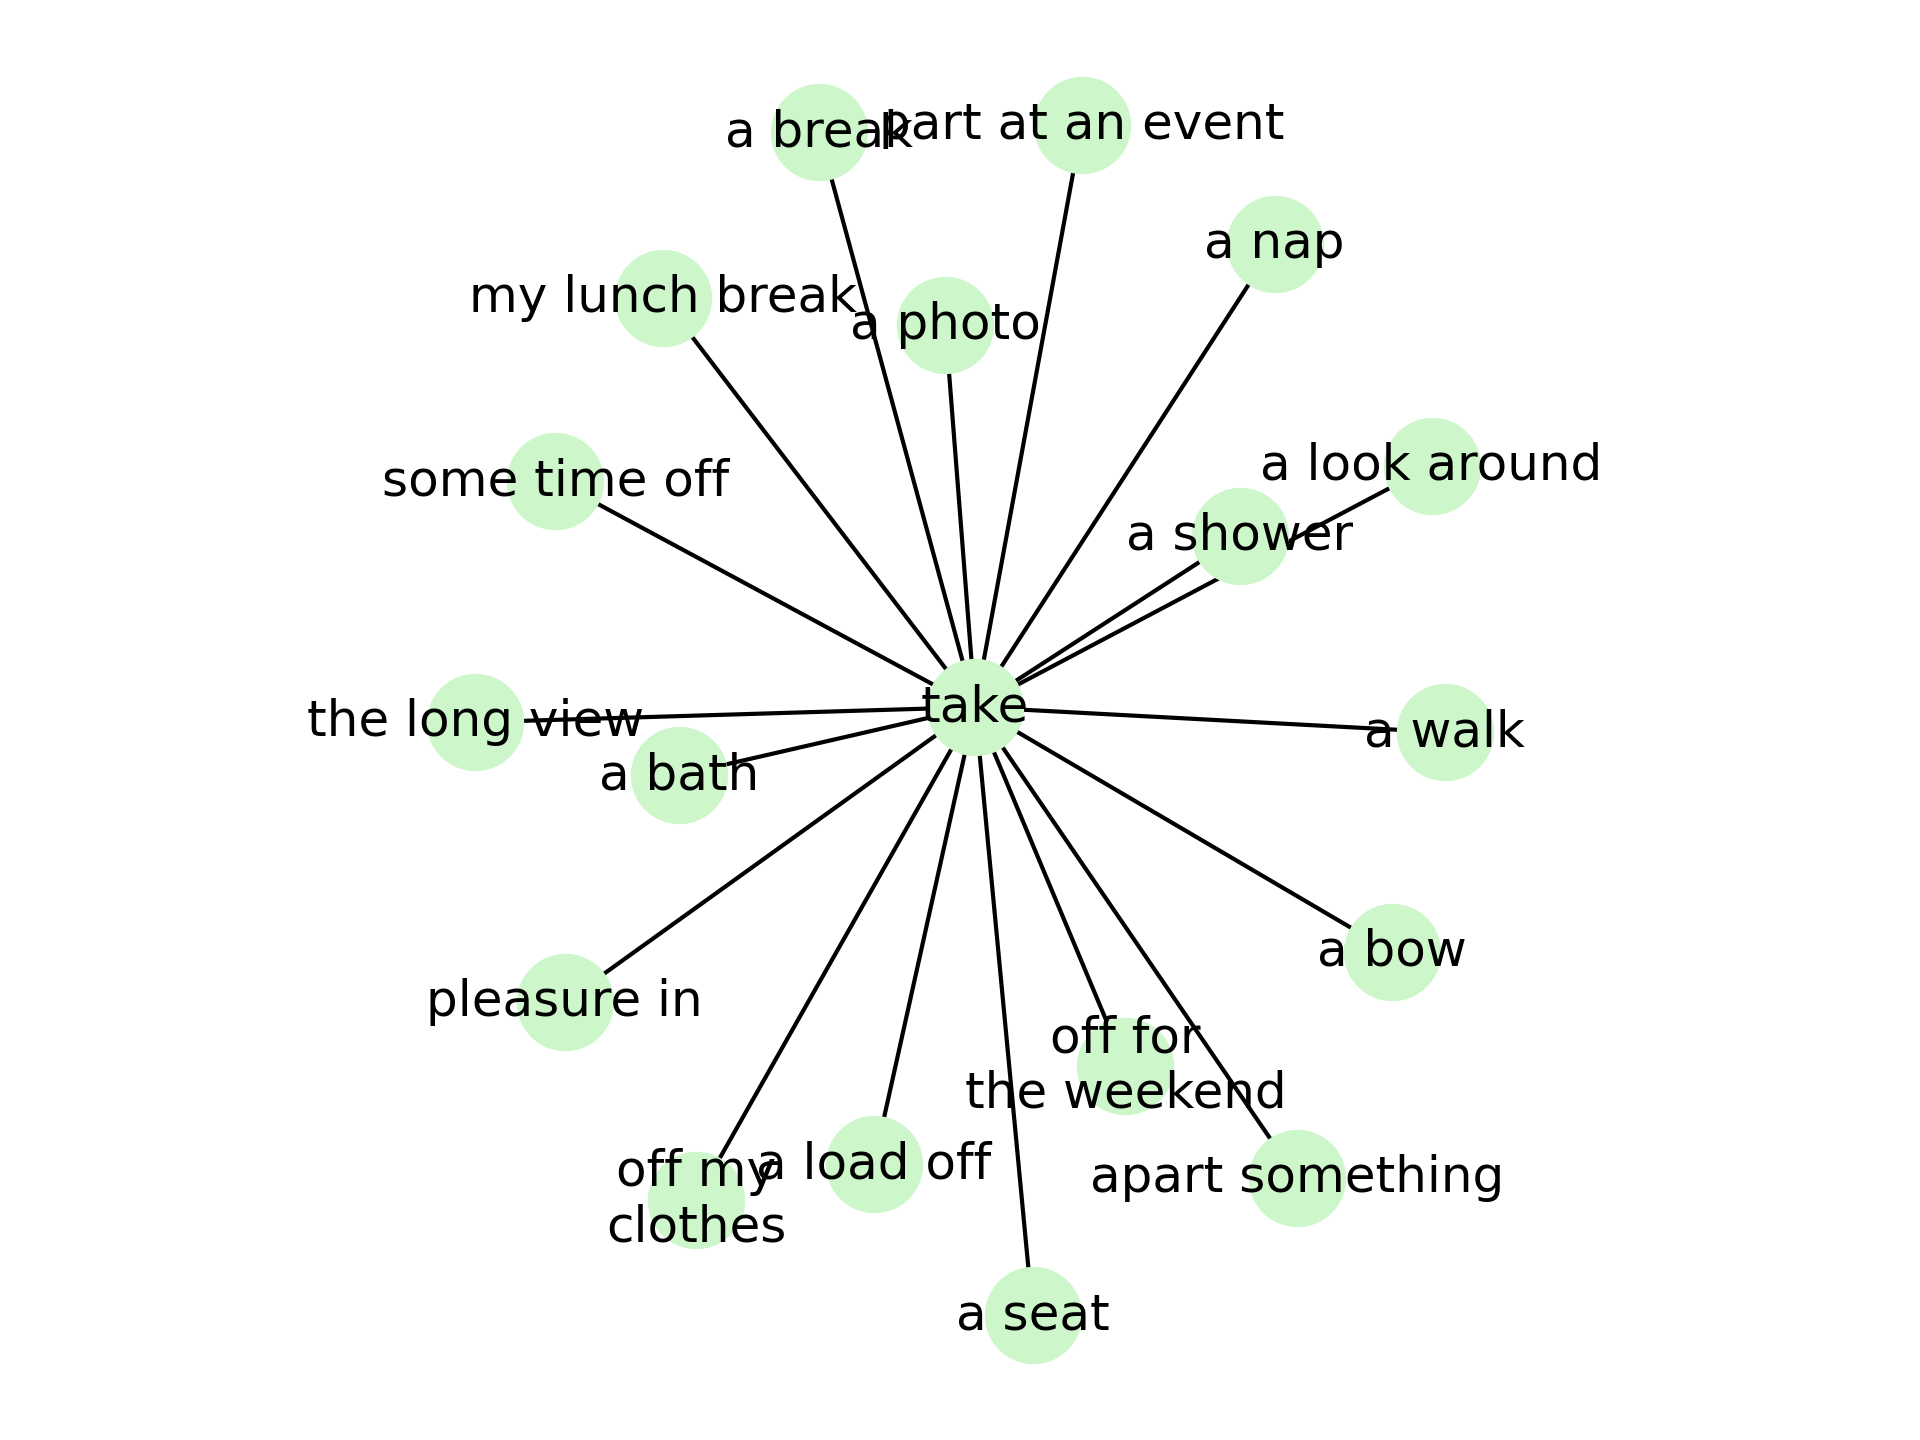 a break
part at an event
a nap
my lunch break
a photo
a look around
some time off
a shower
take
the long view
a walk
a bath
a bow
pleasure in
off for
the weekend
off my
clothes
a load off
apart something
a seat